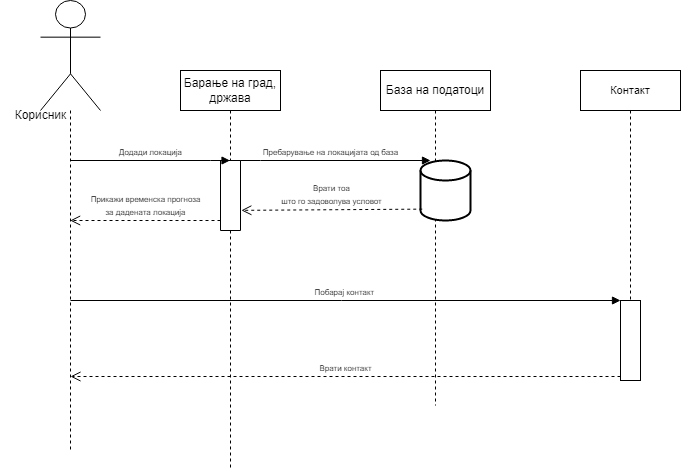 Корисник
Барање на град,
држава
База на податоци
Контакт
Додади локација
Пребарување на локацијата од база
Врати тоа
што го задоволува условот
Прикажи временска прогноза
за дадената локација
Побарај контакт
Врати контакт